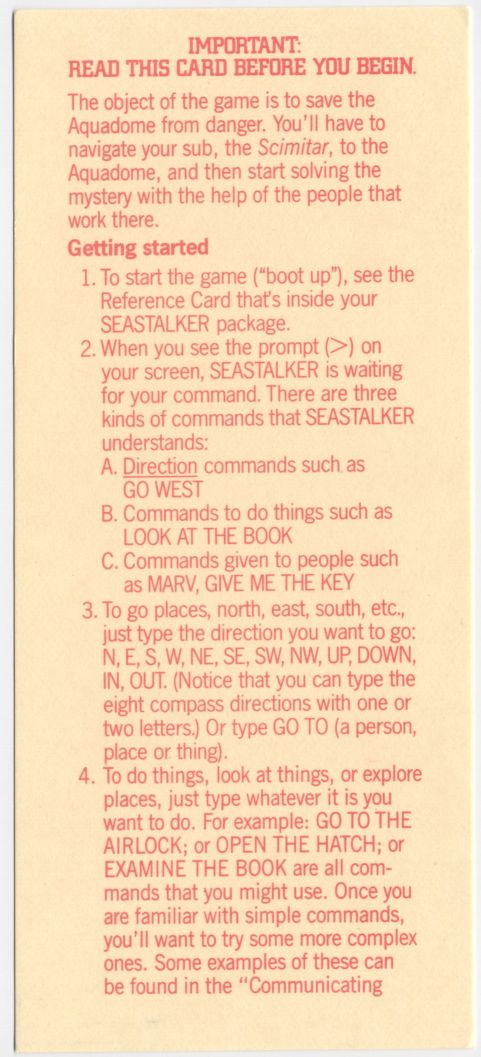 IMPORTANT:
READ THIS CARD BEFORE YOU BEGIN.
The object of the game is to save the
Aquadome from danger. You'll have to
navigate your sub, the Scimitar, to the
Aquadome, and then start solving the
mystery with the help of the people that
work there.
Getting started
1. To start the game ("boot up"), see the
Reference Card that's inside your
SEASTALKER package.
2. When you see the prompt (>) on
your screen, SEASTALKER is waiting
for your command. There are three
kinds of commands that SEASTALKER
understands:
A. Direction commands such as
GO WEST
B. Commands to do things such as
LOOK AT THE BOOK
C. Commands given to people such
as MARV, GIVE ME THE KEY
3. To go places, north, east, south, etc.,
just type the direction you want to go:
N, E, S, W, NE, SE, SW, NW, UP, DOWN,
IN, OUT. (Notice that you can type the
eight compass directions with one or
two letters.) Or type GO TO (a person,
place or thing).
4. To do things, look at things, or explore
places, just type whatever it is you
want to do. For example: GO TO THE
AIRLOCK; or OPEN THE HATCH; or
EXAMINE THE BOOK are all com-
mands that you might use. Once you
are familiar with simple commands,
you'll want to try some more complex
ones. Some examples of these can
be found in the "Communicating